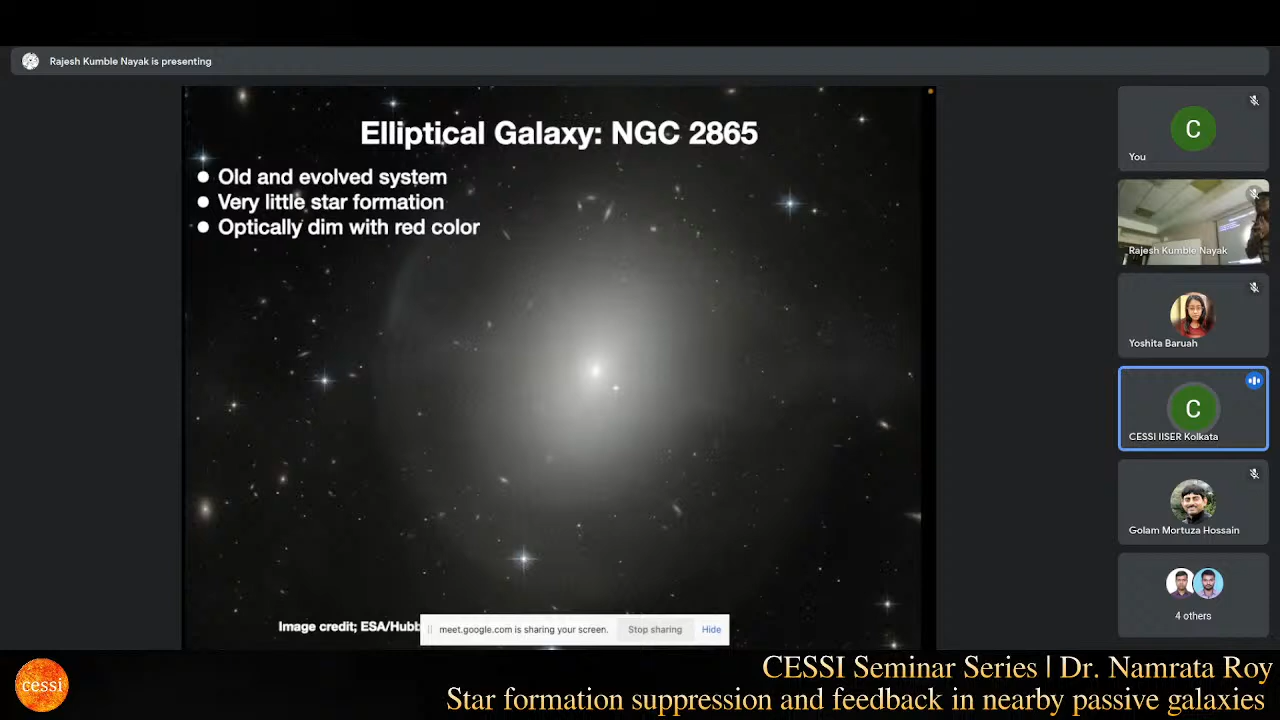 Rajesh Kumble Nayak is presenting
Elliptical Galaxy: NGC 2865
● Old and evolved system
● Very little star formation
● Optically dim with red color
Image credit; ESA/Hubb
meet.google.com is sharing your screen.
Stop sharing
Hide
C
You
Rajesh Kumble Nayak
Yoshita Baruah
C
CESSI IISER Kolkata
Golam Mortuza Hossain
4 others
cessi
CESSI Seminar Series | Dr. Namrata Roy
Star formation suppression and feedback in nearby passive galaxies